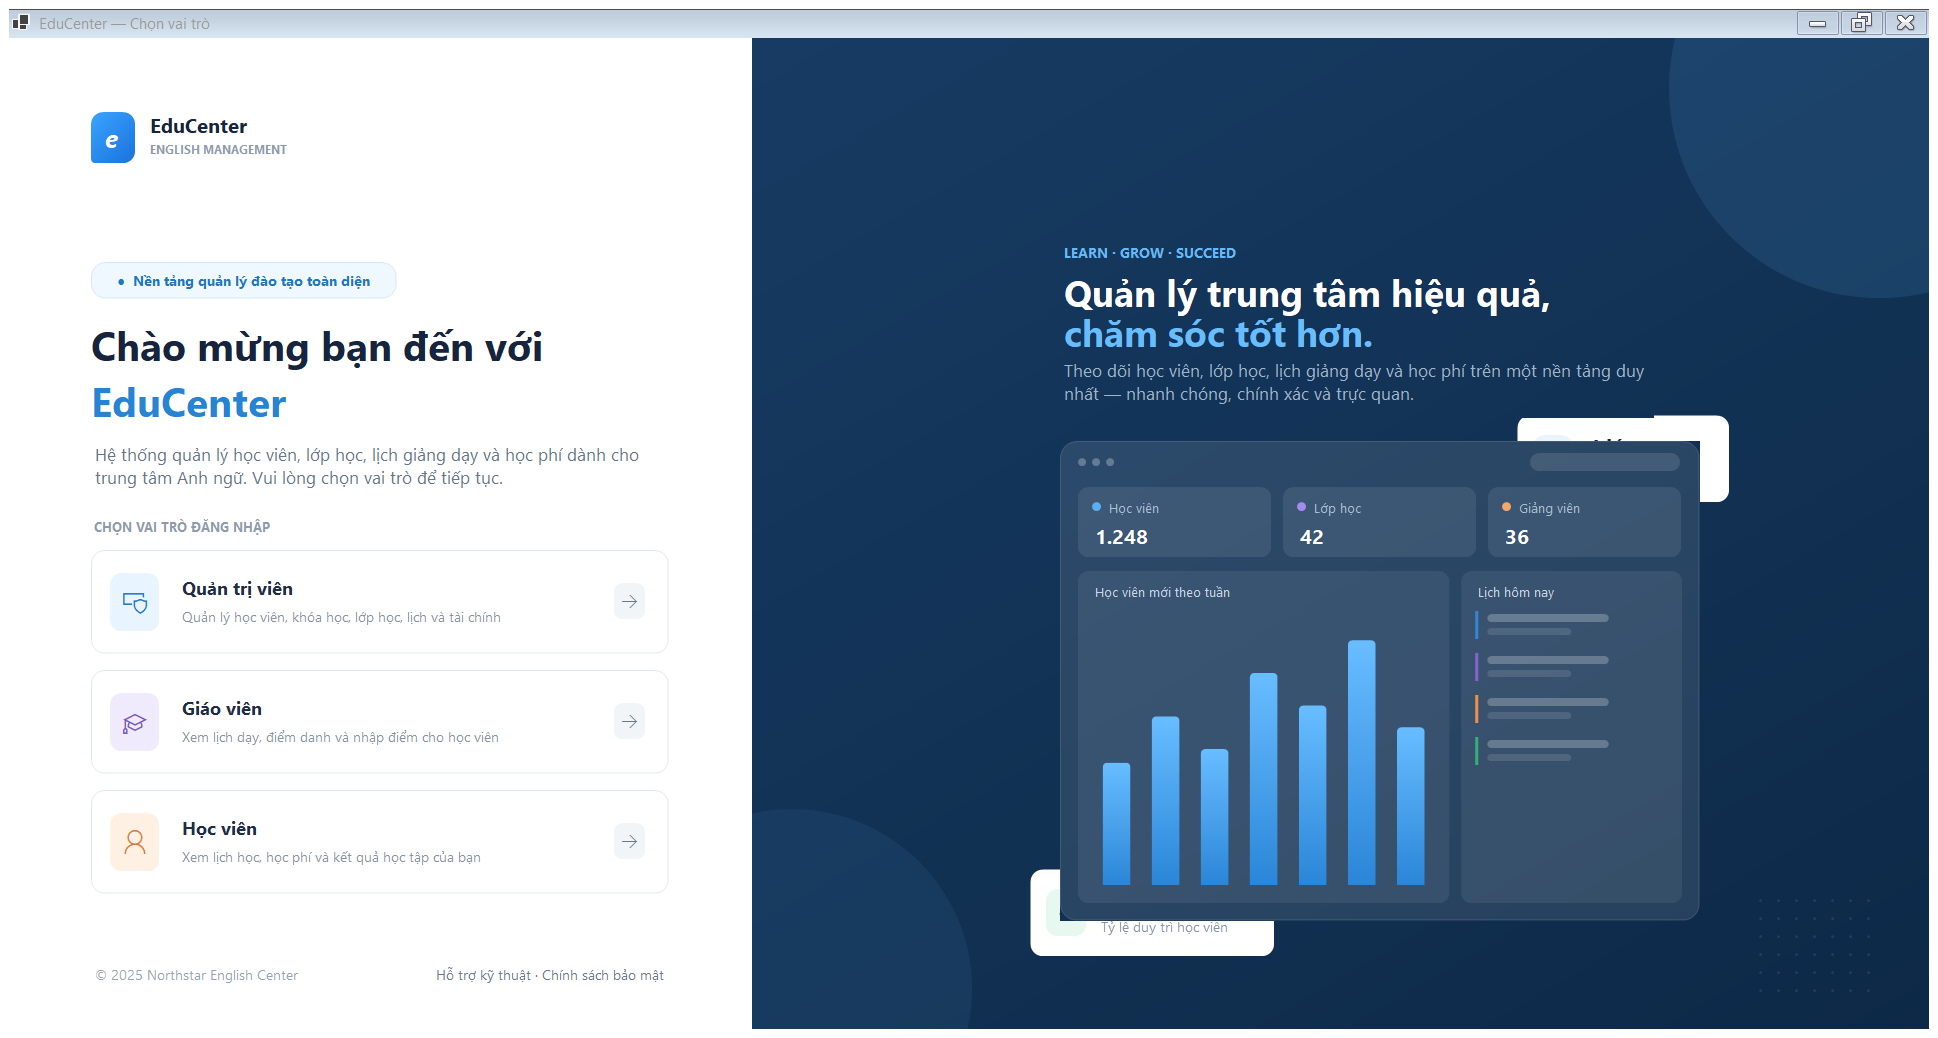 EduCenter — Chọn vai trò
e
EduCenter
ENGLISH MANAGEMENT
• Nền tảng quản lý đào tạo toàn diện
Chào mừng bạn đến với
EduCenter
Hệ thống quản lý học viên, lớp học, lịch giảng dạy và học phí dành cho
trung tâm Anh ngữ. Vui lòng chọn vai trò để tiếp tục.
CHỌN VAI TRÒ ĐĂNG NHẬP
Quản trị viên
Quản lý học viên, khóa học, lớp học, lịch và tài chính
Giáo viên
Xem lịch dạy, điểm danh và nhập điểm cho học viên
Học viên
Xem lịch học, học phí và kết quả học tập của bạn
© 2025 Northstar English Center
Hỗ trợ kỹ thuật · Chính sách bảo mật
LEARN · GROW · SUCCEED
Quản lý trung tâm hiệu quả,
chăm sóc tốt hơn.
Theo dõi học viên, lớp học, lịch giảng dạy và học phí trên một nền tảng duy
nhất — nhanh chóng, chính xác và trực quan.
Học viên
1.248
Lớp học
42
Giảng viên
36
Học viên mới theo tuần
Lịch hôm nay
Tỷ lệ duy trì học viên